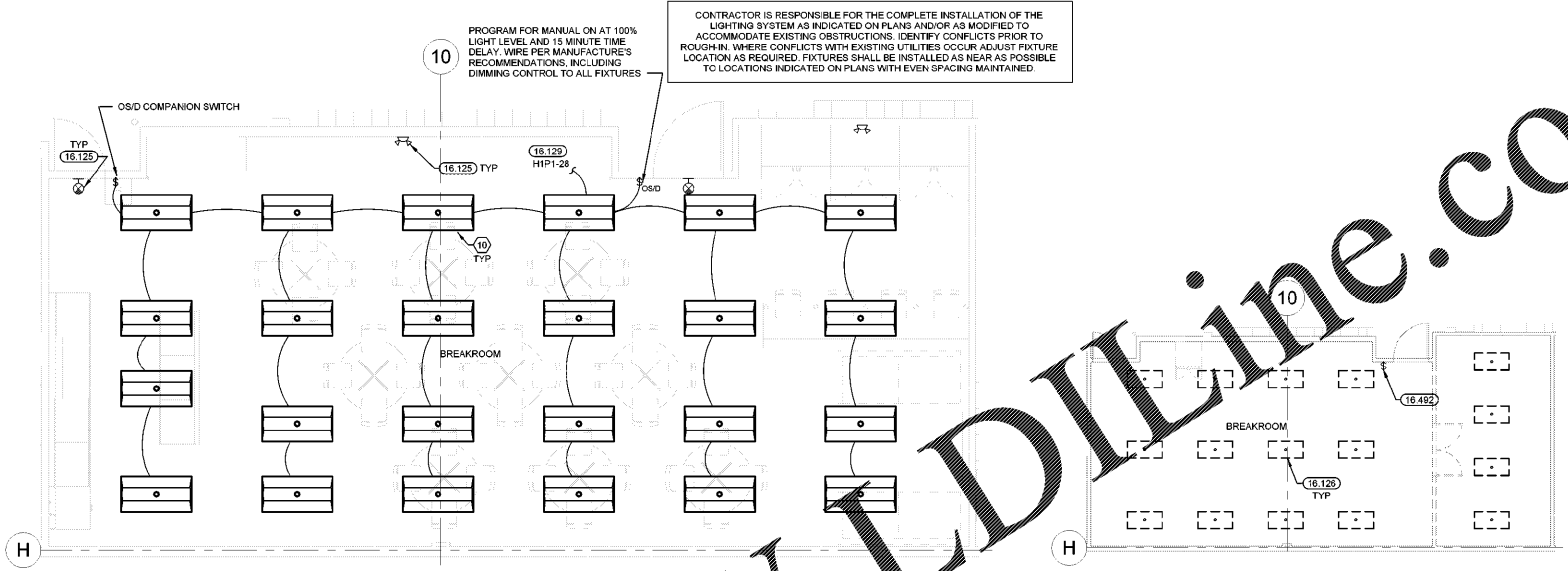 CONTRACTOR IS RESPONSIBLE FOR THE COMPLETE INSTALLATION OF THE
LIGHTING SYSTEM AS INDICATED ON PLANS AND/OR AS MODIFIED TO
ACCOMMODATE EXISTING OBSTRUCTIONS. IDENTIFY CONFLICTS PRIOR TO
ROUGH-IN. WHERE CONFLICTS WITH EXISTING UTILITIES OCCUR ADJUST FIXTURE
LOCATION AS REQUIRED. FIXTURES SHALL BE INSTALLED AS NEAR AS POSSIBLE
TO LOCATIONS INDICATED ON PLANS WITH EVEN SPACING MAINTAINED.
PROGRAM FOR MANUAL ON AT 100%
LIGHT LEVEL AND 15 MINUTE TIME
DELAY. WIRE PER MANUFACTURE'S
RECOMMENDATIONS, INCLUDING
DIMMING CONTROL TO ALL FIXTURES
10
OS/D COMPANION SWITCH
TYP
16.125
16.125 TYP
16.129
H1P1-28
$
$
OS/D
10
TYP
BREAKROOM
H
10
$
16.492
BREAKROOM
16.126
TYP
H
LDILine.co